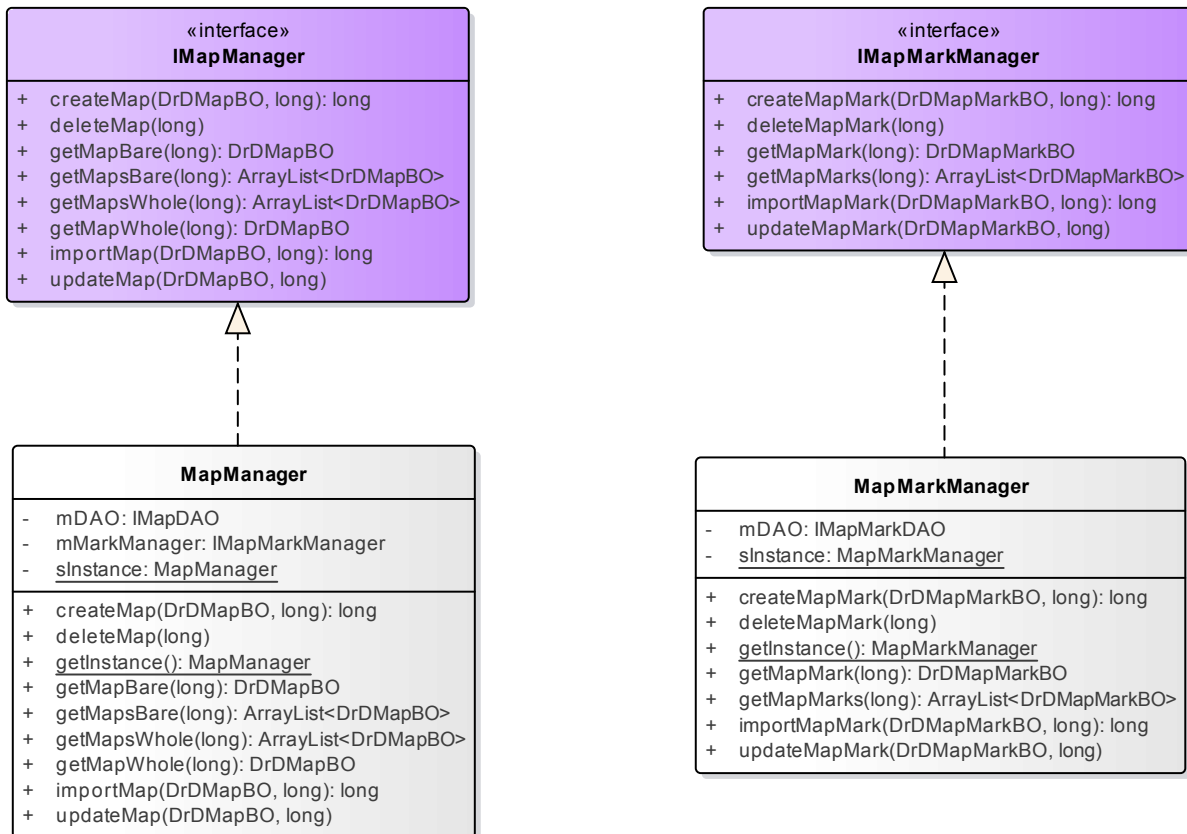 «interface»
IMapManager
+ createMap(DrDMapBO, long): long
+ deleteMap(long)
+ getMapBare(long): DrDMapBO
+ getMapsBare(long): ArrayList<DrDMapBO>
+ getMapsWhole(long): ArrayList<DrDMapBO>
+ getMapWhole(long): DrDMapBO
+ importMap(DrDMapBO, long): long
+ updateMap(DrDMapBO, long)
«interface»
IMapMarkManager
+ createMapMark(DrDMapMarkBO, long): long
+ deleteMapMark(long)
+ getMapMark(long): DrDMapMarkBO
+ getMapMarks(long): ArrayList<DrDMapMarkBO>
+ importMapMark(DrDMapMarkBO, long): long
+ updateMapMark(DrDMapMarkBO, long)
MapManager
- mDAO: IMapDAO
- mMarkManager: IMapMarkManager
- sInstance: MapManager
+ createMap(DrDMapBO, long): long
+ deleteMap(long)
+ getInstance(): MapManager
+ getMapBare(long): DrDMapBO
+ getMapsBare(long): ArrayList<DrDMapBO>
+ getMapsWhole(long): ArrayList<DrDMapBO>
+ getMapWhole(long): DrDMapBO
+ importMap(DrDMapBO, long): long
+ updateMap(DrDMapBO, long)
MapMarkManager
- mDAO: IMapMarkDAO
- sInstance: MapMarkManager
+ createMapMark(DrDMapMarkBO, long): long
+ deleteMapMark(long)
+ getInstance(): MapMarkManager
+ getMapMark(long): DrDMapMarkBO
+ getMapMarks(long): ArrayList<DrDMapMarkBO>
+ importMapMark(DrDMapMarkBO, long): long
+ updateMapMark(DrDMapMarkBO, long)